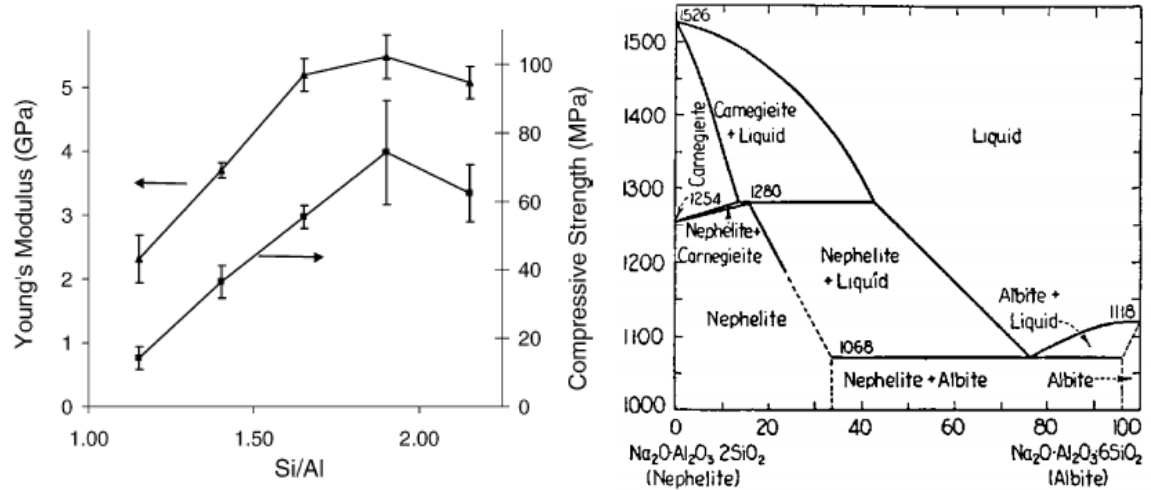 Young's Modulus (GPa)
5
4
3
2
1
0
1.00
1.50
2.00
Si/Al
100
80
60
40
20
0
Compressive Strength (MPa)
1500
1400
1300
1200
1100
1000
1526
Carnegieite
Carnegieite
+ Liquid
Liquid
1254
1280
Nephelite+
Carnegieite
Nephelite
+ Liquid
Albite +
Liquid
1118
Nephelite
1068
Nephelite + Albite
Albite
0
20
40
60
80
100
Na₂O·Al₂O₃ 2SiO₂
(Nephelite)
Na₂O·Al₂O₃·6SiO₂
(Albite)